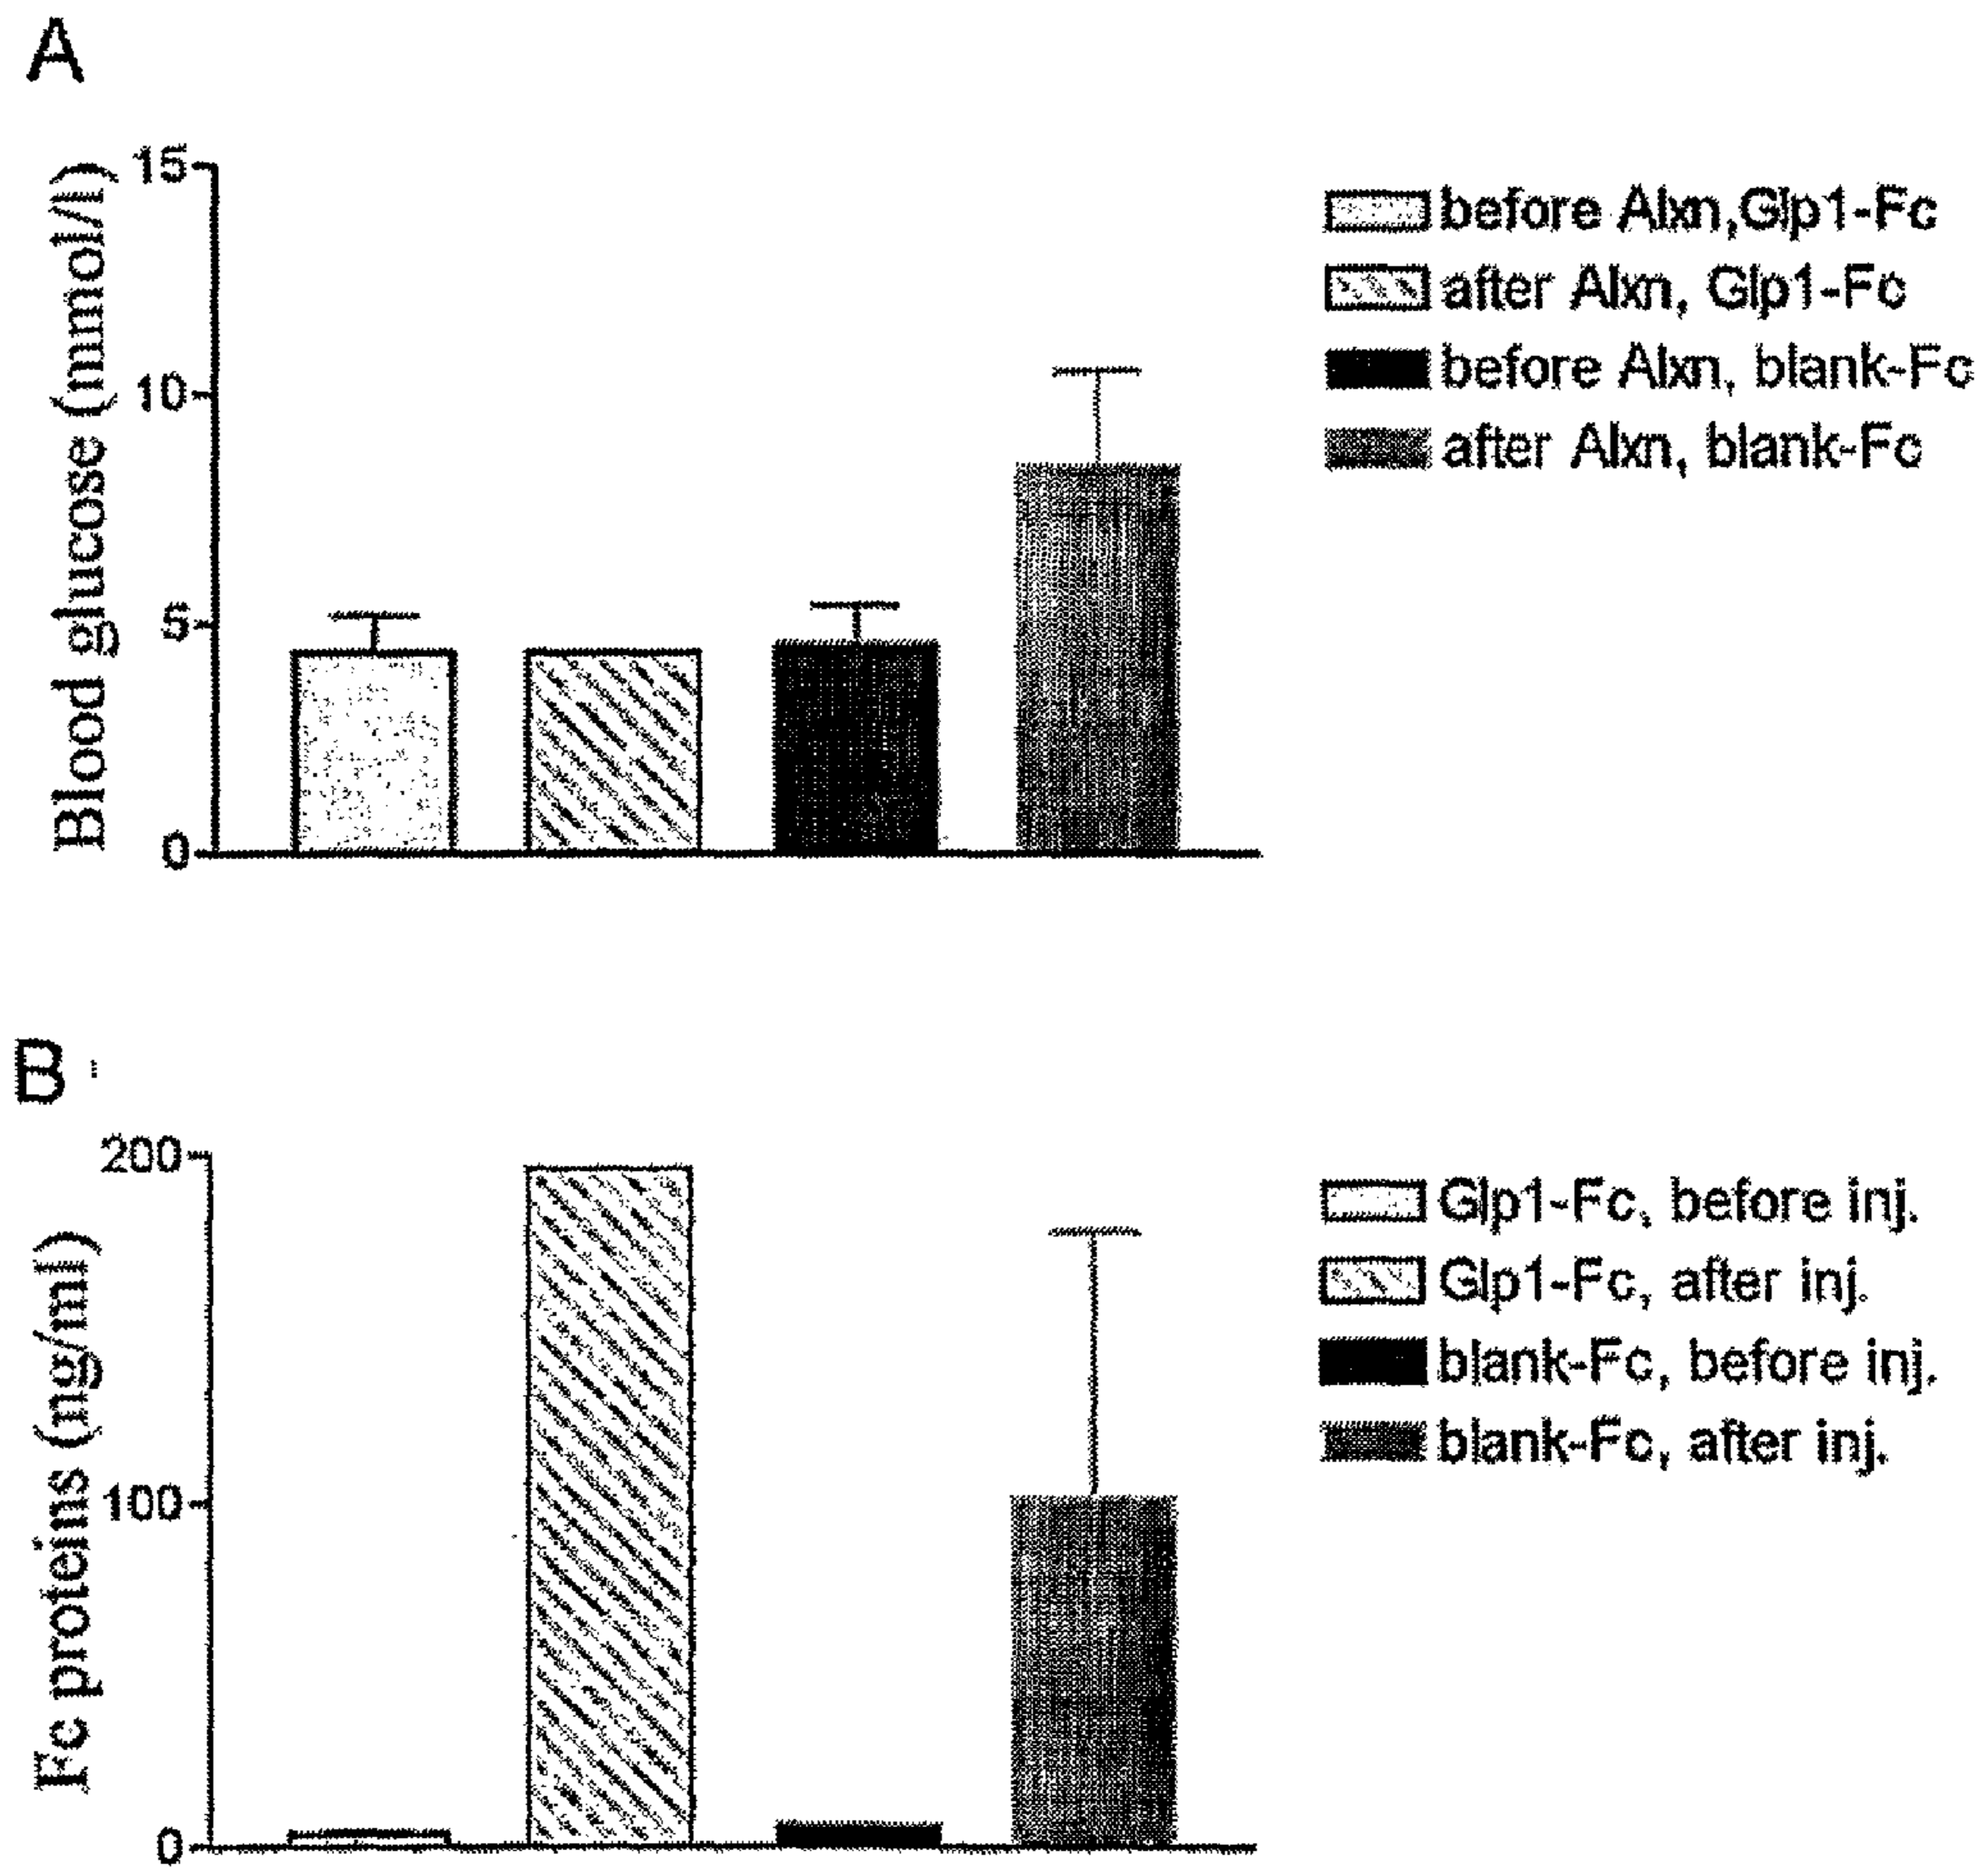 A
Blood glucose (mmol/l)
15
10
5
0
before Alxn,Glp1-Fc
after Alxn, Glp1-Fc
before Alxn, blank-Fc
after Alxn, blank-Fc
B
Fc proteins (ng/ml)
200
100
0
Glp1-Fc, before inj.
Glp1-Fc, after inj.
blank-Fc, before inj.
blank-Fc, after inj.